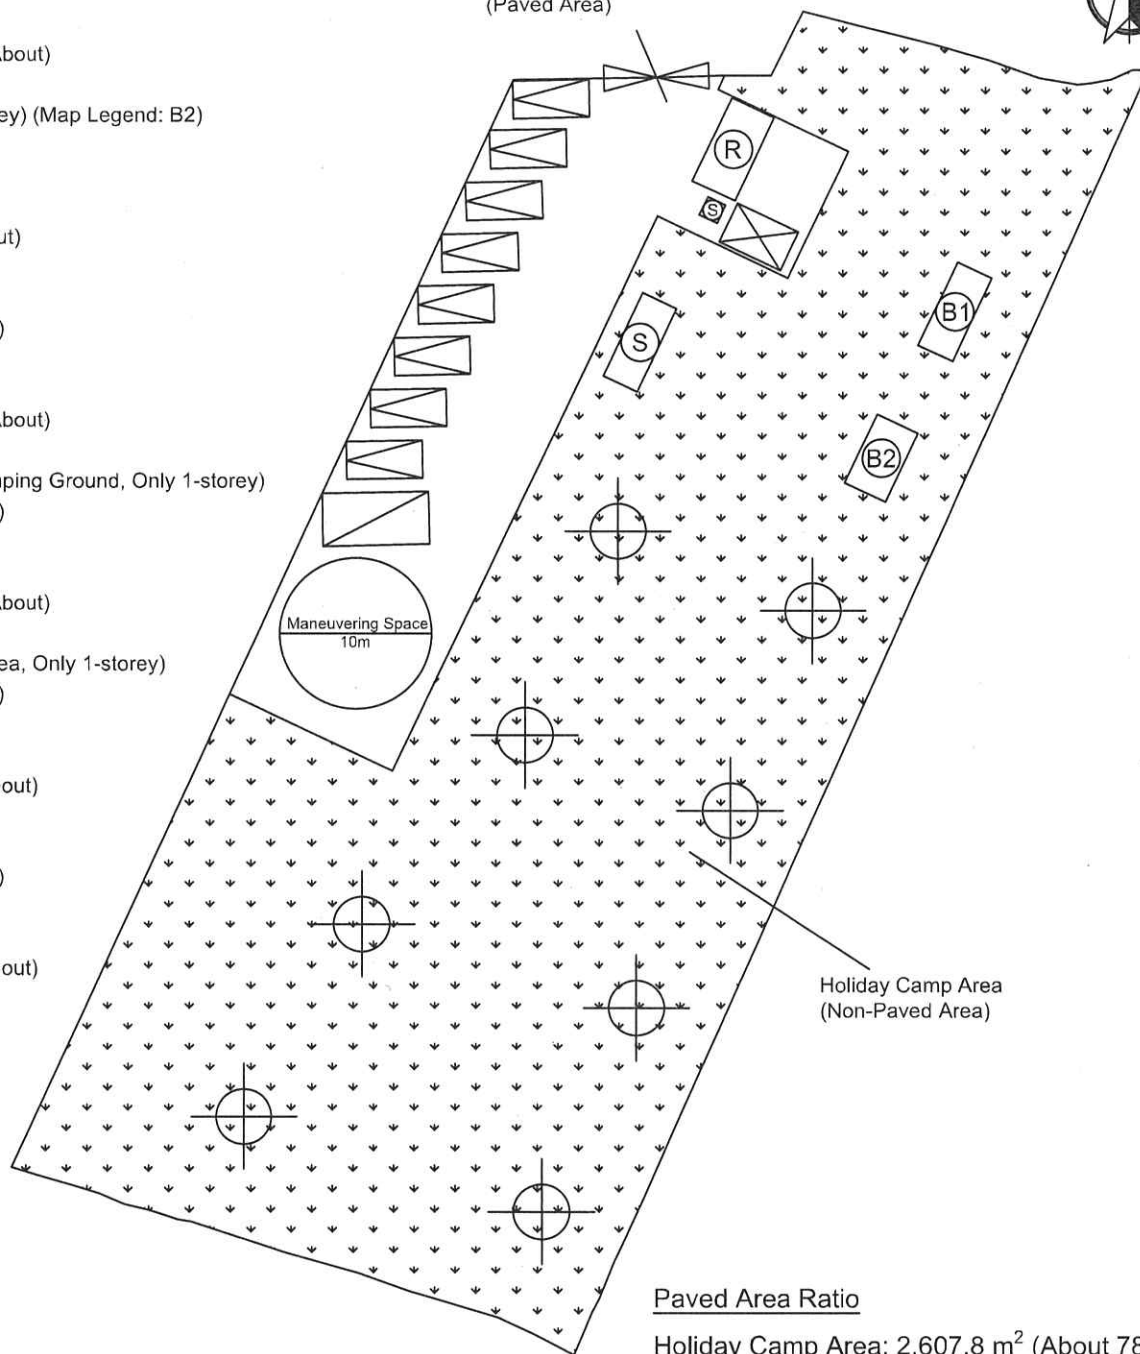 (Paved Area)
bout)
ey) (Map Legend: B2)
R
S
ut)
B1
)
S
bout)
B2
ping Ground, Only 1-storey)
)
bout)
Maneuvering Space
10m
ea, Only 1-storey)
)
out)
)
out)
Holiday Camp Area
(Non-Paved Area)
Paved Area Ratio
Holiday Camp Area: 2,607.8 m² (About 78